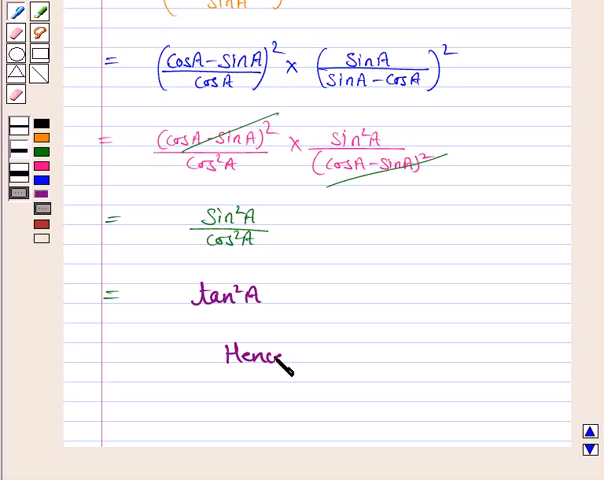 SinA
= ((cosA-SinA)/cosA)² × (SinA/(SinA-cosA))²
= (cosA-SinA)²/cos²A × Sin²A/(cosA-SinA)²
= Sin²A/cos²A
= tan²A
Henc